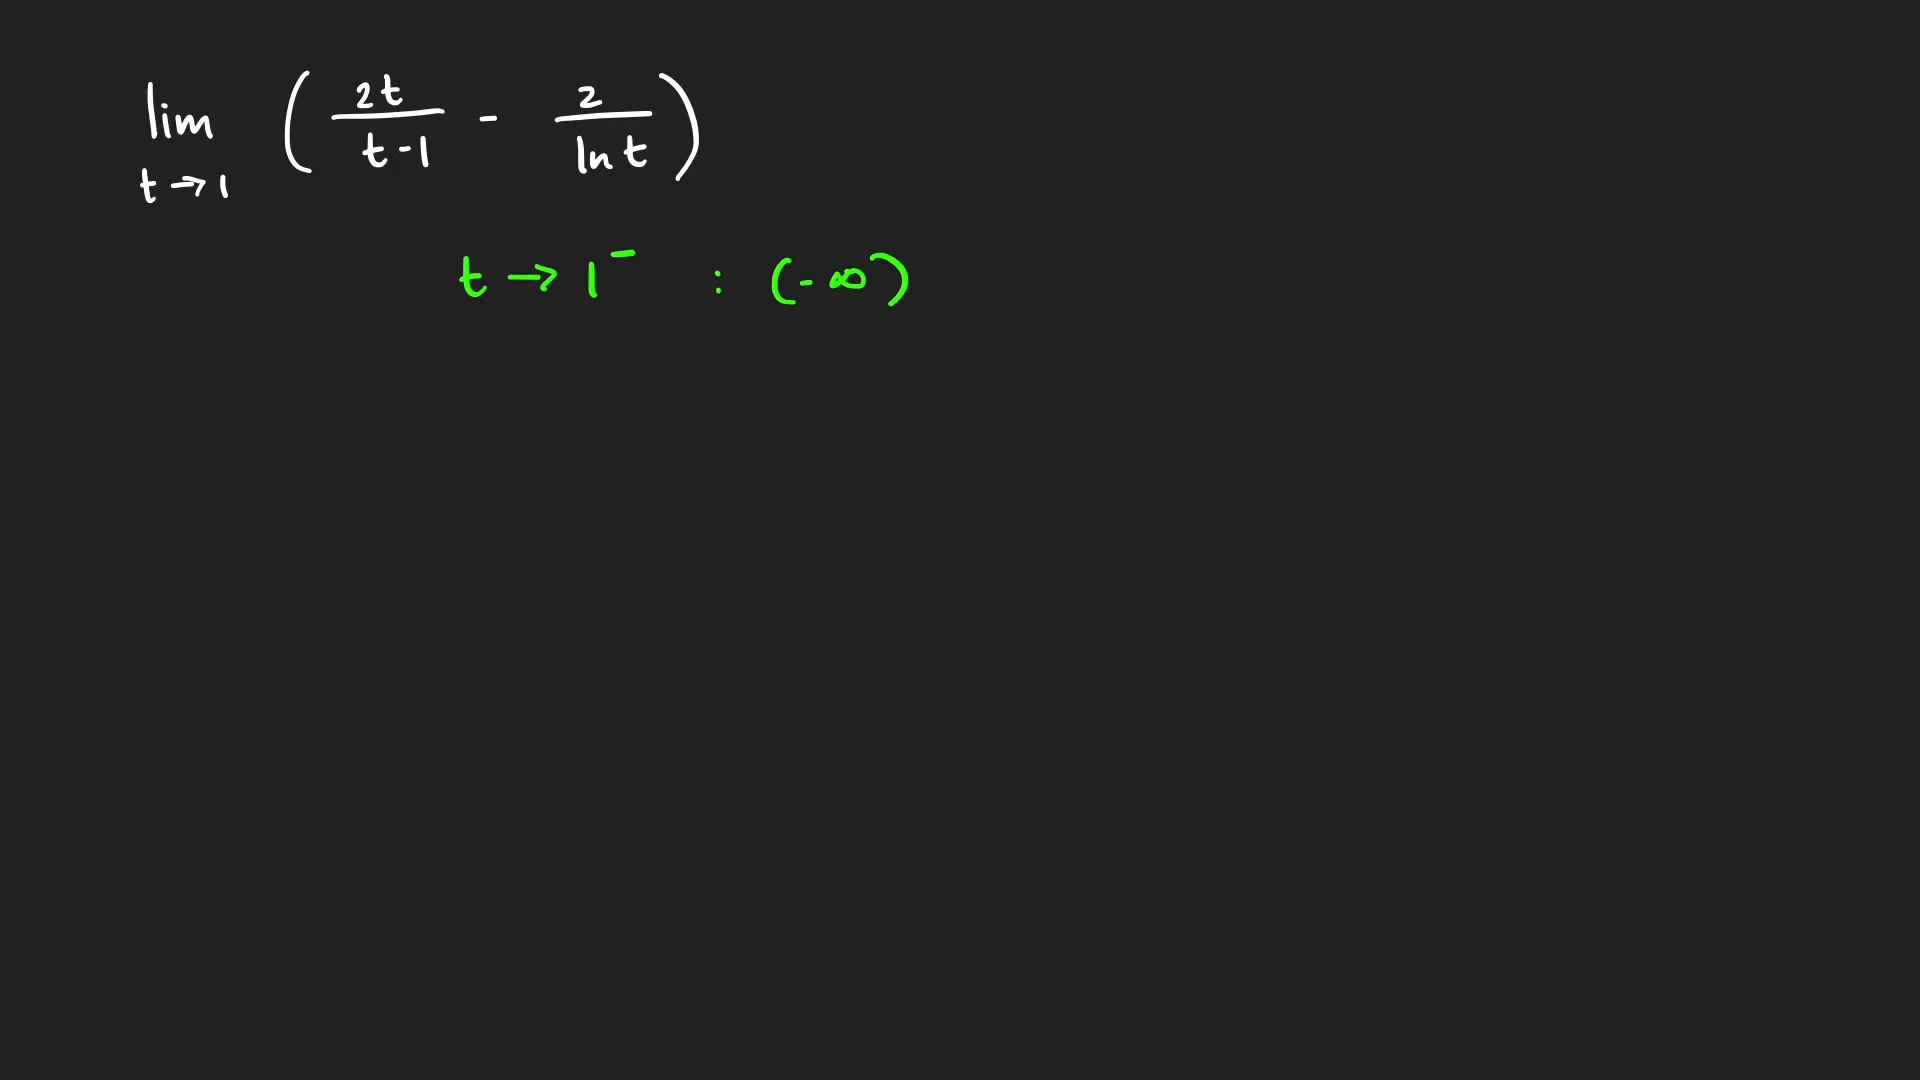 lim t→1 ( 2t/(t-1) - 2/(ln t) )
t → 1⁻ : (-∞)